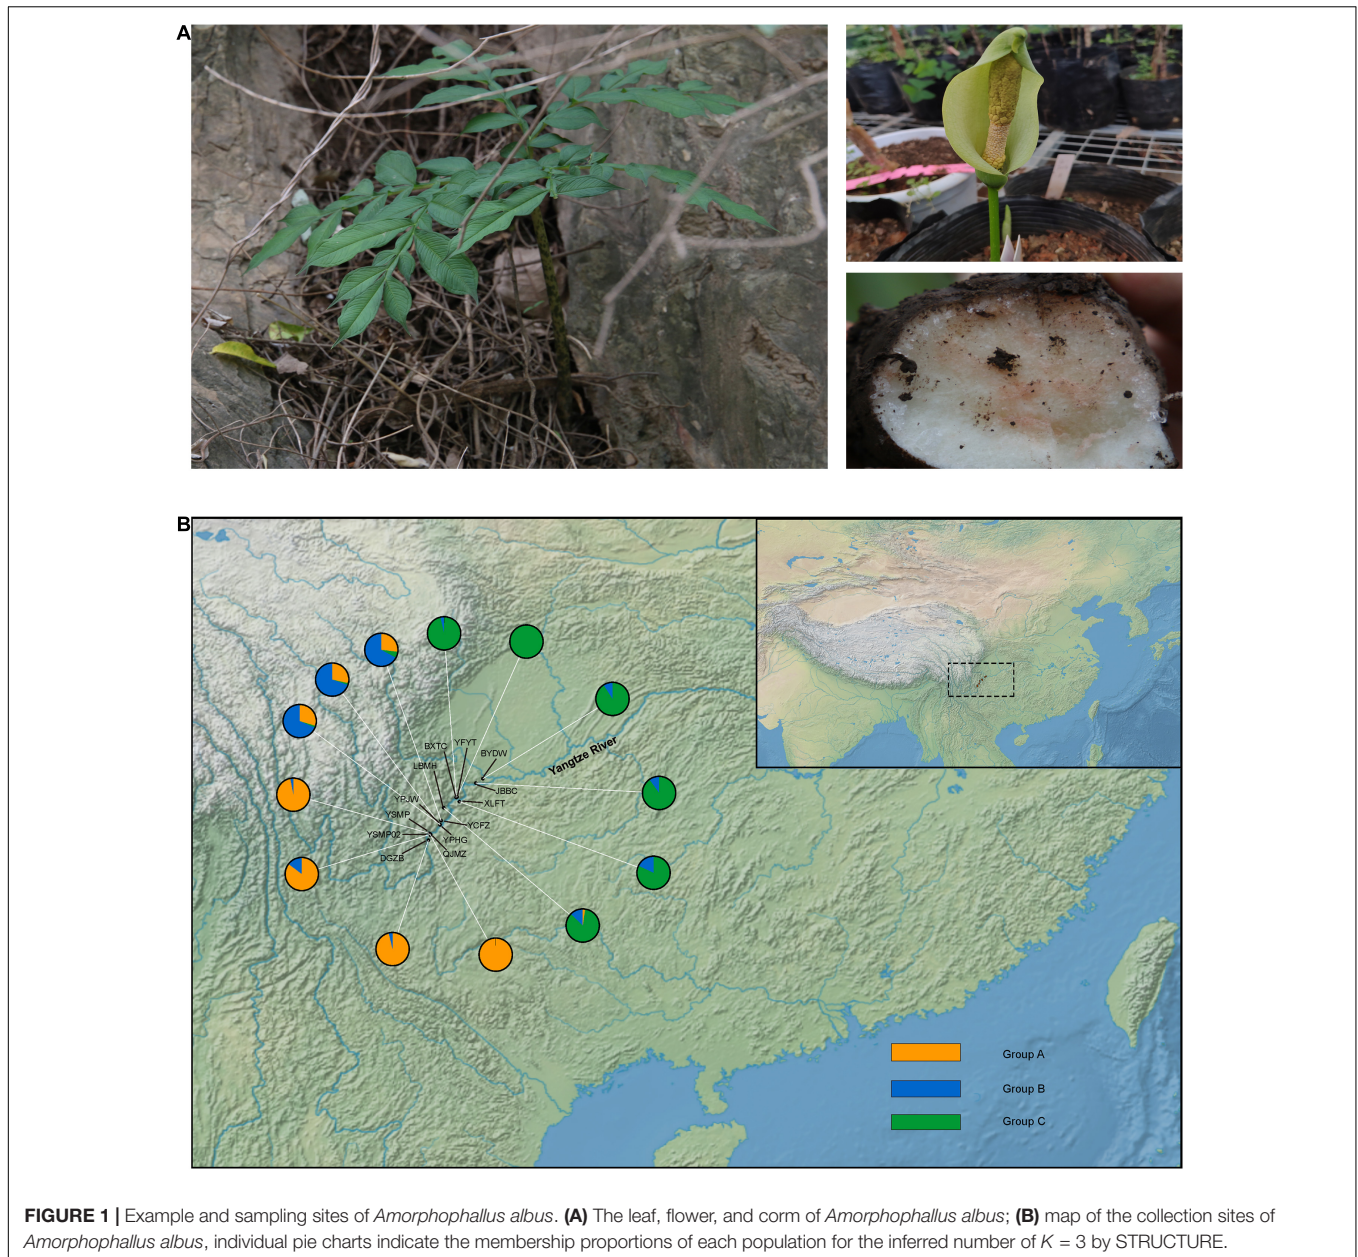 A
B
BXTC
YFYT
BYDW
Yangtze River
LBMH
JBBC
XLFT
YPJW
YSMP
YCFZ
YSMP02
YPHG
DGZB
QJMZ
Group A
Group B
Group C
FIGURE 1 | Example and sampling sites of Amorphophallus albus. (A) The leaf, flower, and corm of Amorphophallus albus; (B) map of the collection sites of
Amorphophallus albus, individual pie charts indicate the membership proportions of each population for the inferred number of K = 3 by STRUCTURE.